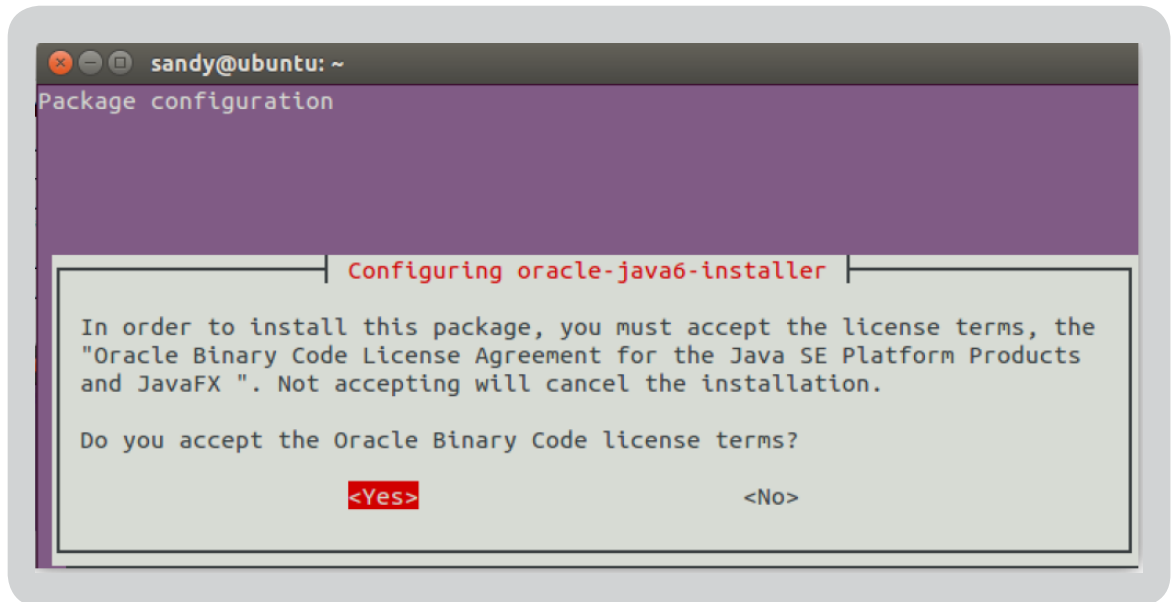 sandy@ubuntu: ~
Package configuration
Configuring oracle-java6-installer
In order to install this package, you must accept the license terms, the
"Oracle Binary Code License Agreement for the Java SE Platform Products
and JavaFX ". Not accepting will cancel the installation.
Do you accept the Oracle Binary Code license terms?
<Yes> <No>